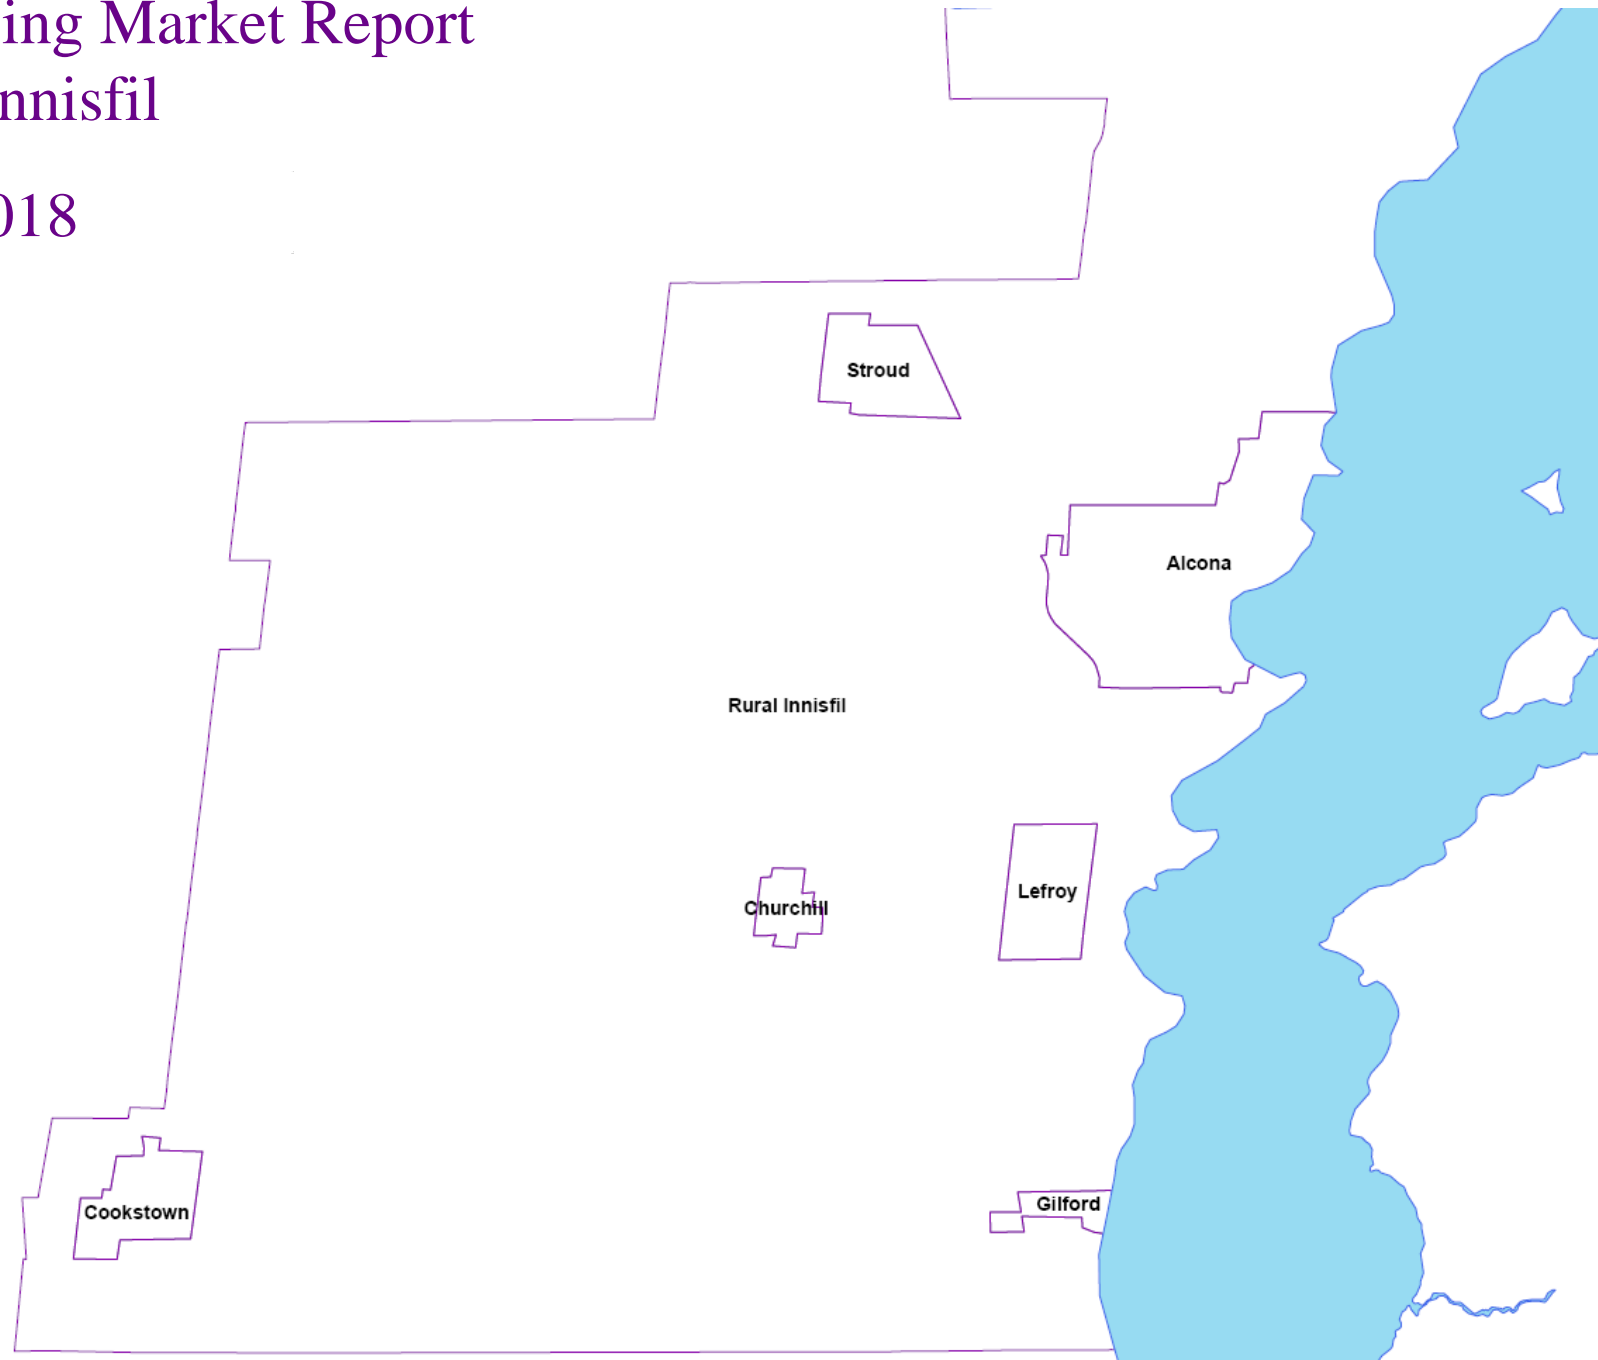 ing Market Report
nnisfil
018
Stroud
Alcona
Rural Innisfil
Lefroy
Churchill
Gilford
Cookstown